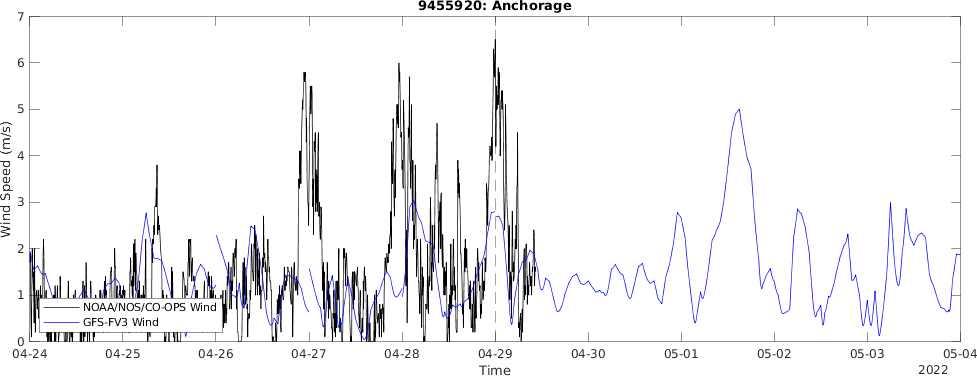 9455920: Anchorage
7
6
5
4
3
2
1
0
Wind Speed (m/s)
NOAA/NOS/CO-OPS Wind
GFS-FV3 Wind
04-24 04-25 04-26 04-27 04-28 04-29 04-30 05-01 05-02 05-03 05-04
Time
2022